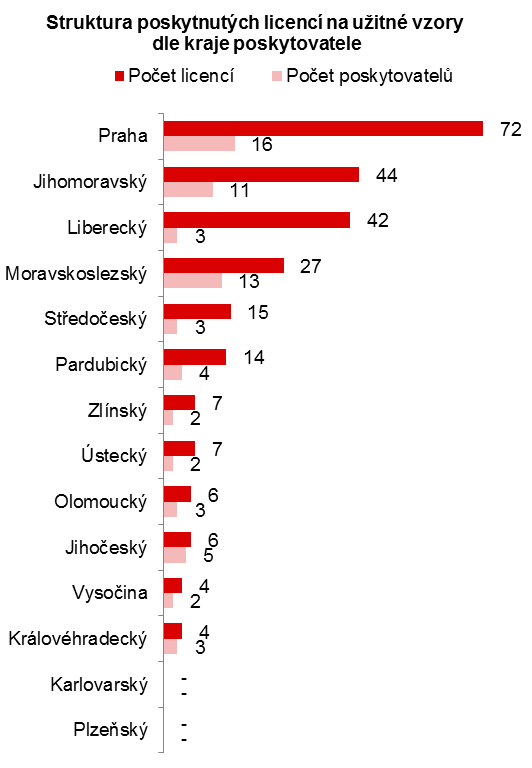 Struktura poskytnutých licencí na užitné vzory
dle kraje poskytovatele
Počet licencí Počet poskytovatelů
Praha 72
16
Jihomoravský 44
11
Liberecký 42
3
Moravskoslezský 27
13
Středočeský 15
3
Pardubický 14
4
Zlínský 7
2
Ústecký 7
2
Olomoucký 6
3
Jihočeský 6
5
Vysočina 4
2
Královéhradecký 4
3
Karlovarský -
-
Plzeňský -
-